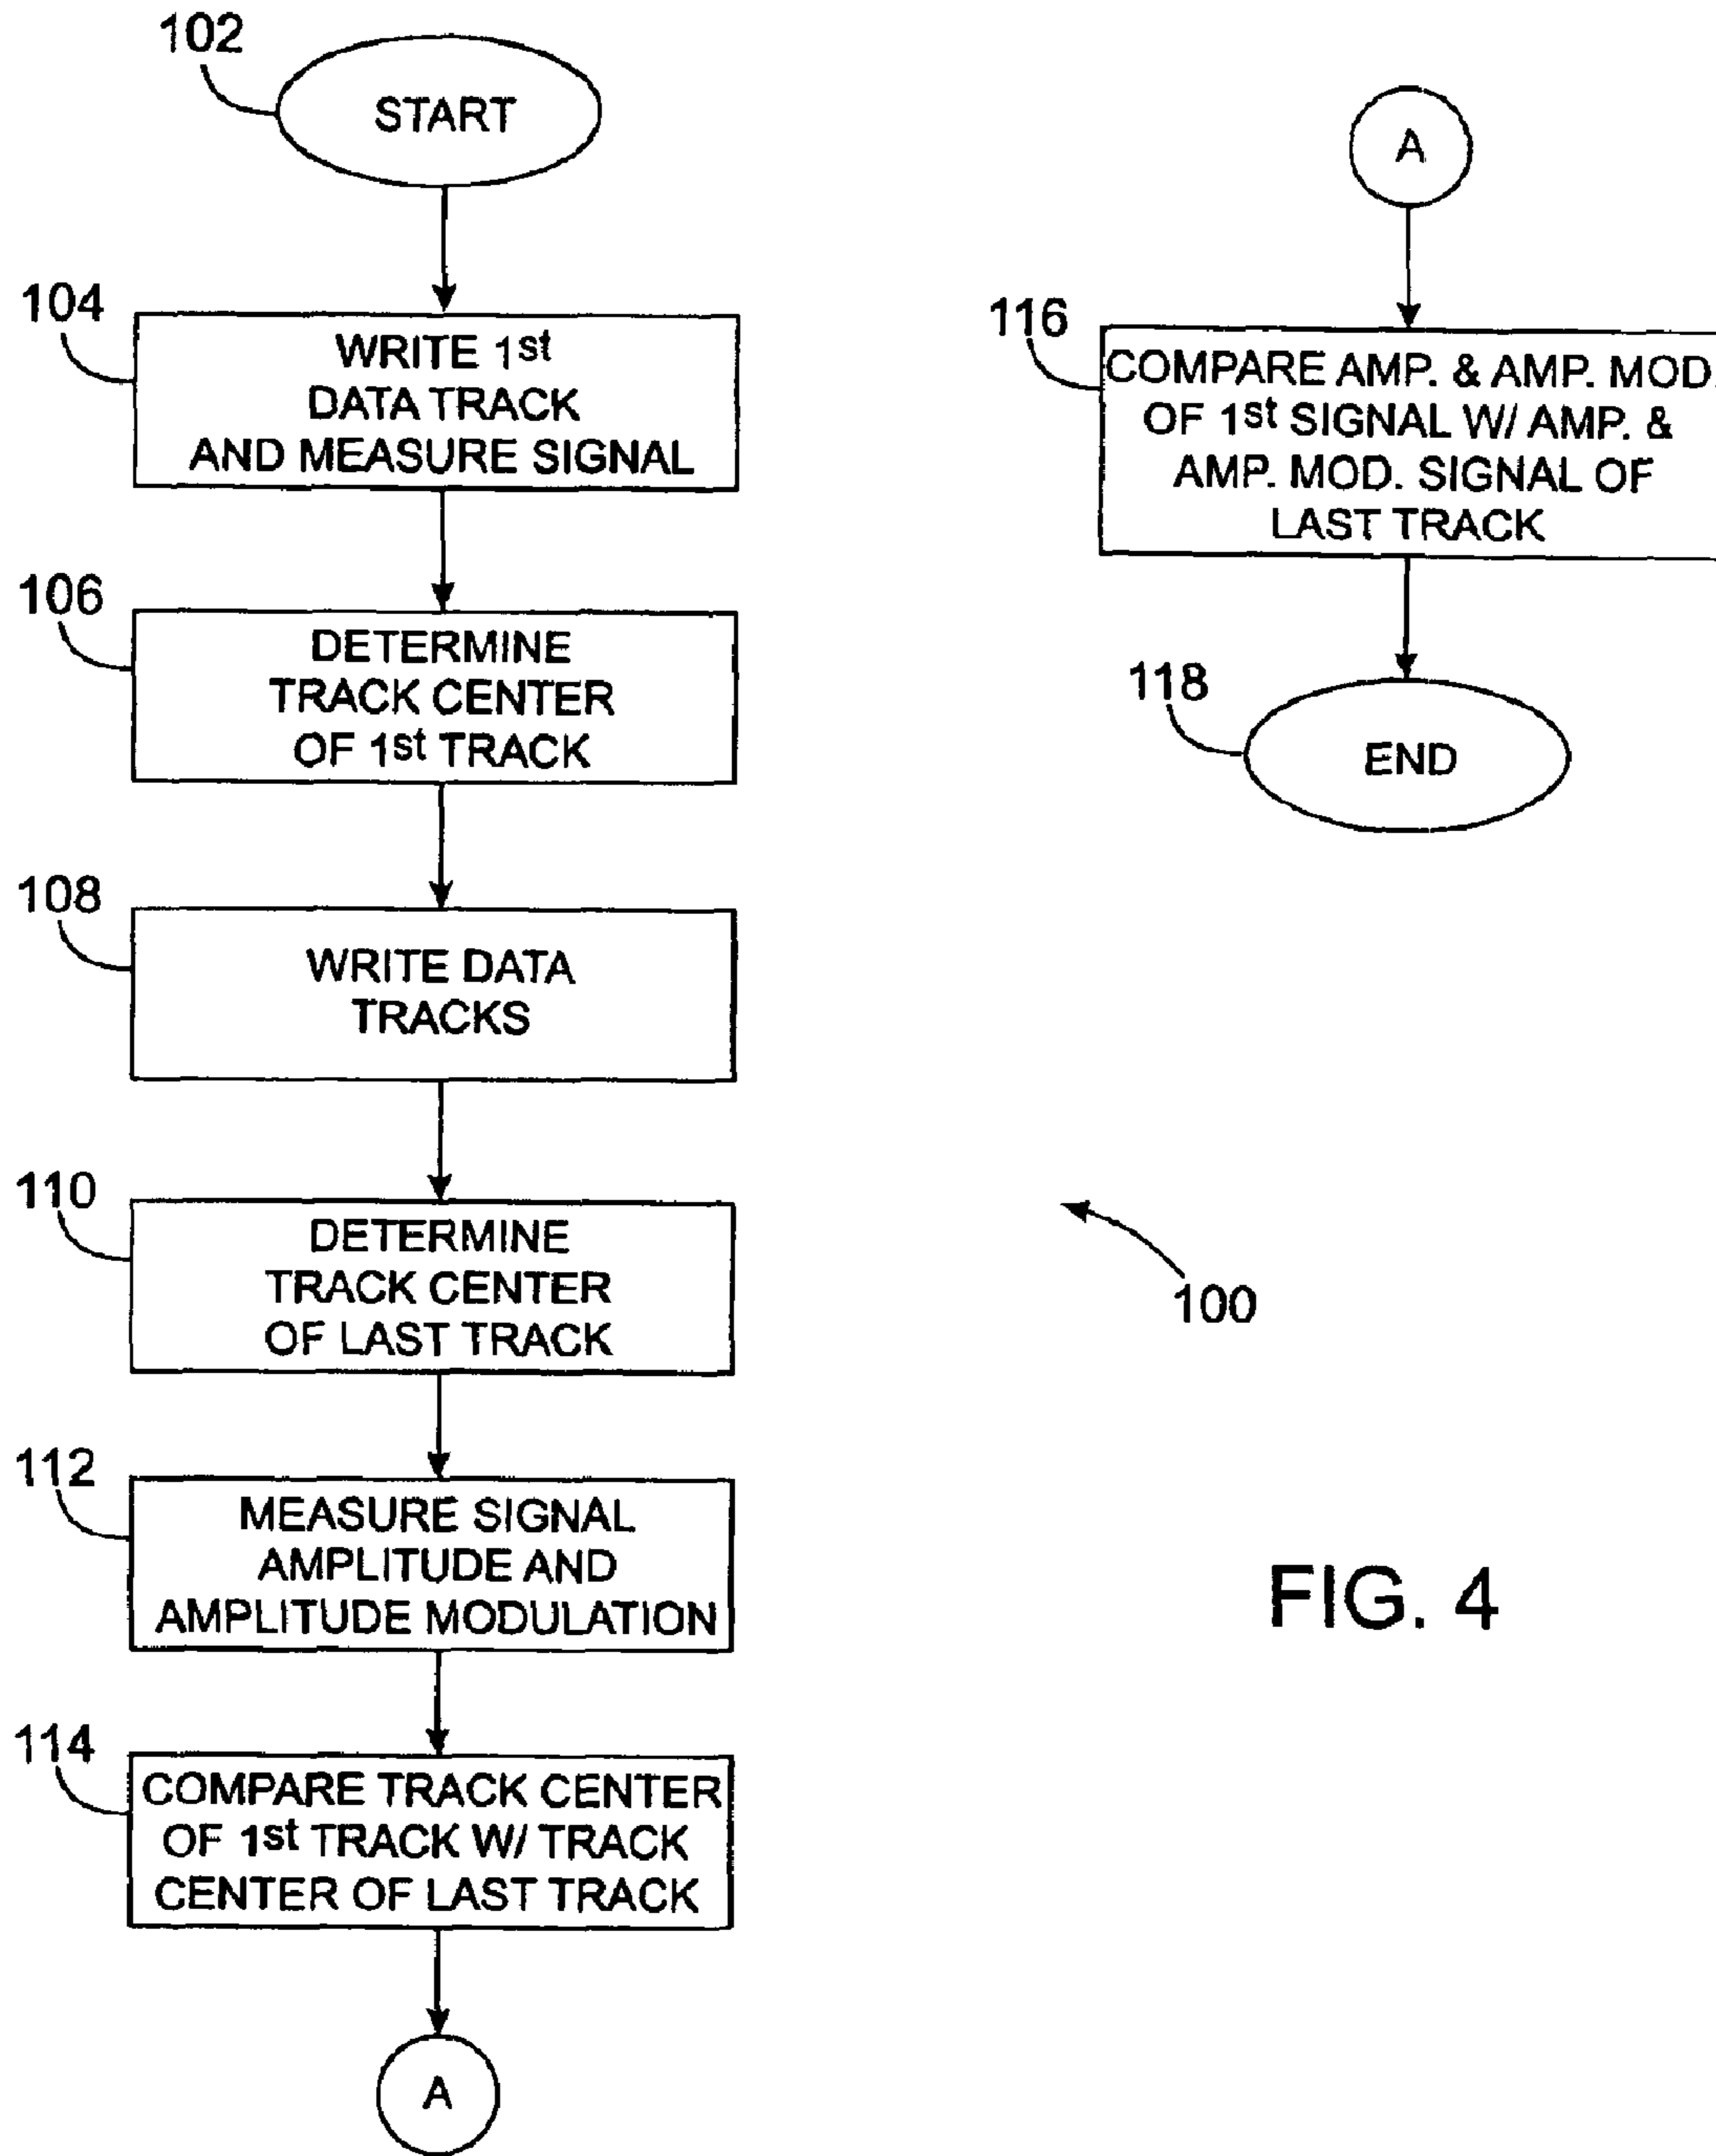 102
START
104
WRITE 1st
DATA TRACK
AND MEASURE SIGNAL
106
DETERMINE
TRACK CENTER
OF 1st TRACK
108
WRITE DATA
TRACKS
110
DETERMINE
TRACK CENTER
OF LAST TRACK
112
MEASURE SIGNAL
AMPLITUDE AND
AMPLITUDE MODULATION
114
COMPARE TRACK CENTER
OF 1st TRACK W/ TRACK
CENTER OF LAST TRACK
A
A
116
COMPARE AMP. & AMP. MOD.
OF 1st SIGNAL W/ AMP. &
AMP. MOD. SIGNAL OF
LAST TRACK
118
END
100
FIG. 4